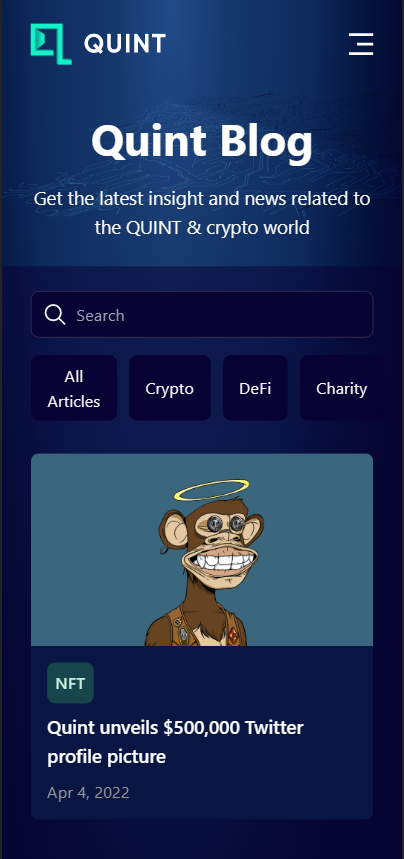 QUINT
Quint Blog
Get the latest insight and news related to
the QUINT & crypto world
Search
All
Articles
Crypto
DeFi
Charity
NFT
Quint unveils $500,000 Twitter
profile picture
Apr 4, 2022